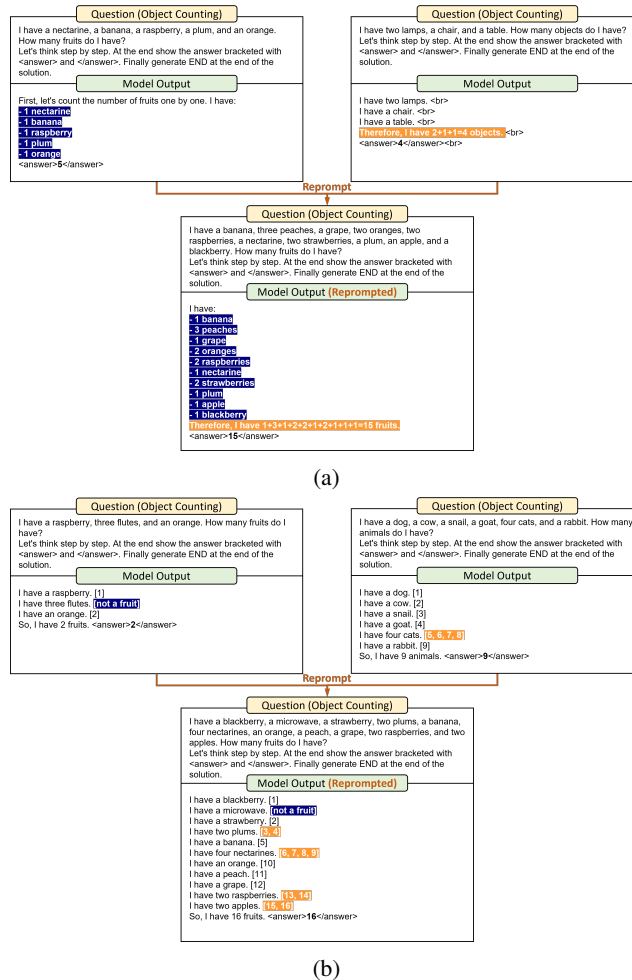 Question (Object Counting)
I have a nectarine, a banana, a raspberry, a plum, and an orange.
How many fruits do I have?
Let's think step by step. At the end show the answer bracketed with
<answer> and </answer>. Finally generate END at the end of the
solution.
Model Output
First, let's count the number of fruits one by one. I have:
- 1 nectarine
- 1 banana
- 1 raspberry
- 1 plum
- 1 orange
<answer>5</answer>
Question (Object Counting)
I have two lamps, a chair, and a table. How many objects do I have?
Let's think step by step. At the end show the answer bracketed with
<answer> and </answer>. Finally generate END at the end of the
solution.
Model Output
I have two lamps. <br>
I have a chair. <br>
I have a table. <br>
Therefore, I have 2+1+1=4 objects. <br>
<answer>4</answer><br>
Reprompt
Question (Object Counting)
I have a banana, three peaches, a grape, two oranges, two
raspberries, a nectarine, two strawberries, a plum, an apple, and a
blackberry. How many fruits do I have?
Let's think step by step. At the end show the answer bracketed with
<answer> and </answer>. Finally generate END at the end of the
solution.
Model Output (Reprompted)
I have:
- 1 banana
- 3 peaches
- 1 grape
- 2 oranges
- 2 raspberries
- 1 nectarine
- 2 strawberries
- 1 plum
- 1 apple
- 1 blackberry
Therefore, I have 1+3+1+2+2+1+2+1+1+1=15 fruits.
<answer>15</answer>
(a)
Question (Object Counting)
I have a raspberry, three flutes, and an orange. How many fruits do I
have?
Let's think step by step. At the end show the answer bracketed with
<answer> and </answer>. Finally generate END at the end of the
solution.
Model Output
I have a raspberry. [1]
I have three flutes. [not a fruit]
I have an orange. [2]
So, I have 2 fruits. <answer>2</answer>
Question (Object Counting)
I have a dog, a cow, a snail, a goat, four cats, and a rabbit. How many
animals do I have?
Let's think step by step. At the end show the answer bracketed with
<answer> and </answer>. Finally generate END at the end of the
solution.
Model Output
I have a dog. [1]
I have a cow. [2]
I have a snail. [3]
I have a goat. [4]
I have four cats. [5, 6, 7, 8]
I have a rabbit. [9]
So, I have 9 animals. <answer>9</answer>
Reprompt
Question (Object Counting)
I have a blackberry, a microwave, a strawberry, two plums, a banana,
four nectarines, an orange, a peach, a grape, two raspberries, and two
apples. How many fruits do I have?
Let's think step by step. At the end show the answer bracketed with
<answer> and </answer>. Finally generate END at the end of the
solution.
Model Output (Reprompted)
I have a blackberry. [1]
I have a microwave. [not a fruit]
I have a strawberry. [2]
I have two plums. [3, 4]
I have a banana. [5]
I have four nectarines. [6, 7, 8, 9]
I have an orange. [10]
I have a peach. [11]
I have a grape. [12]
I have two raspberries. [13, 14]
I have two apples. [15, 16]
So, I have 16 fruits. <answer>16</answer>
(b)